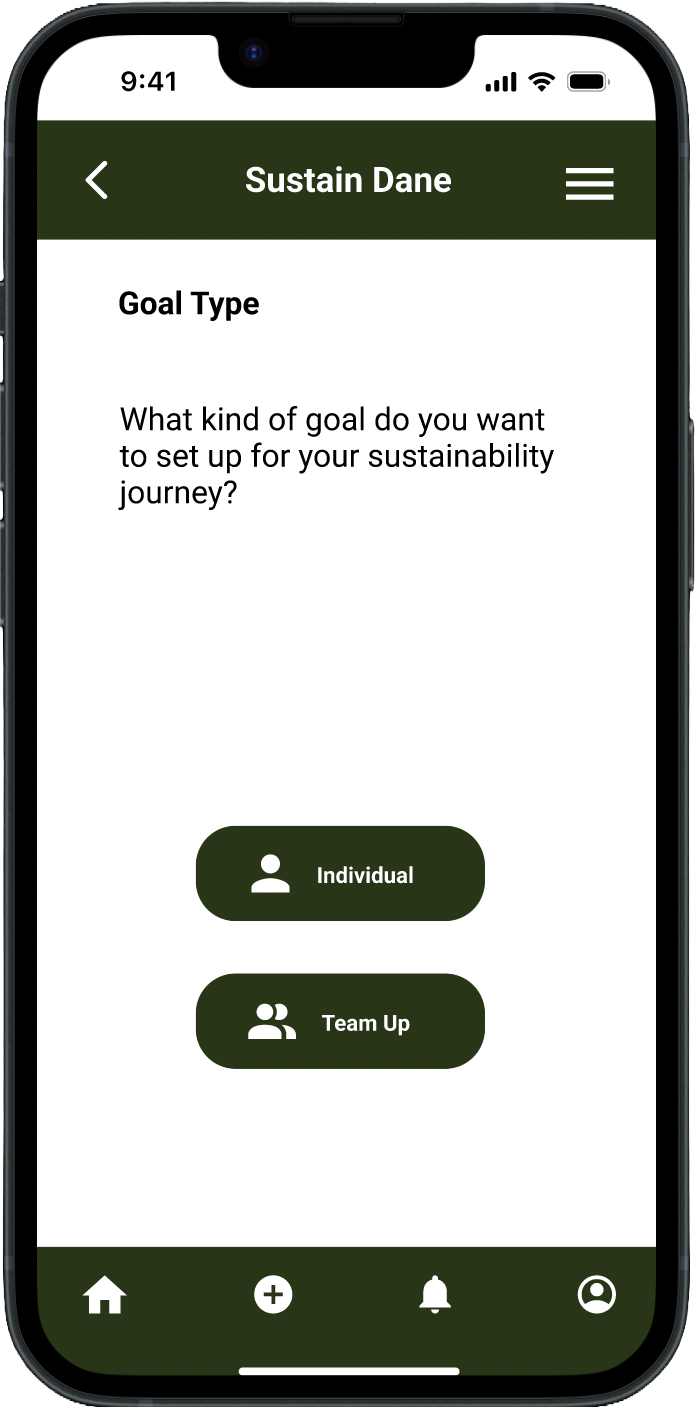 9:41
Sustain Dane
Goal Type
What kind of goal do you want
to set up for your sustainability
journey?
Individual
Team Up